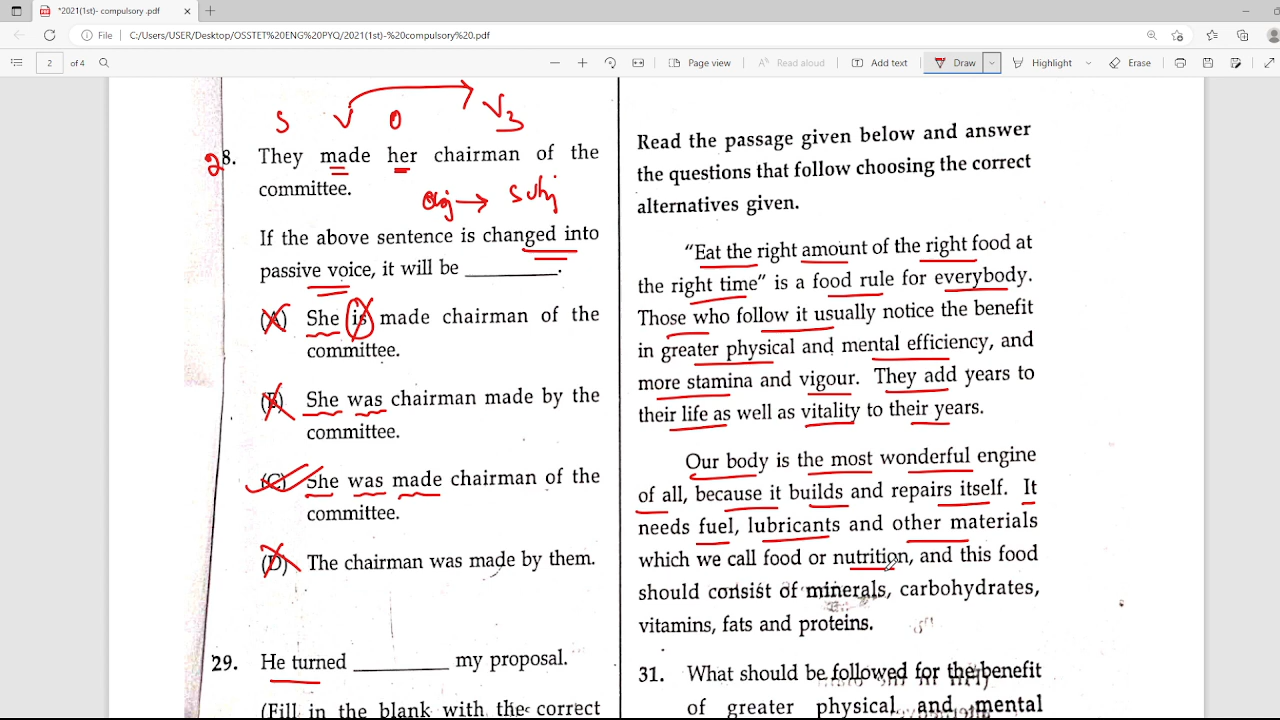 *2021(1st)- compulsory .pdf
File
C:/Users/USER/Desktop/OSSTET%20ENG%20PYQ/2021(1st)-%20compulsory%20.pdf
2 of 4
Page view
Read aloud
Add text
Draw
Highlight
Erase
S V O V3
28. They made her chairman of the
committee.
obj → subj
If the above sentence is changed into
passive voice, it will be _________.
(A) She is made chairman of the
committee.
(B) She was chairman made by the
committee.
(C) She was made chairman of the
committee.
(D) The chairman was made by them.
29. He turned _________ my proposal.
(Fill in the blank with the correct
Read the passage given below and answer
the questions that follow choosing the correct
alternatives given.
“Eat the right amount of the right food at
the right time” is a food rule for everybody.
Those who follow it usually notice the benefit
in greater physical and mental efficiency, and
more stamina and vigour. They add years to
their life as well as vitality to their years.
Our body is the most wonderful engine
of all, because it builds and repairs itself. It
needs fuel, lubricants and other materials
which we call food or nutrition, and this food
should consist of minerals, carbohydrates,
vitamins, fats and proteins.
31. What should be followed for the benefit
of greater physical and mental